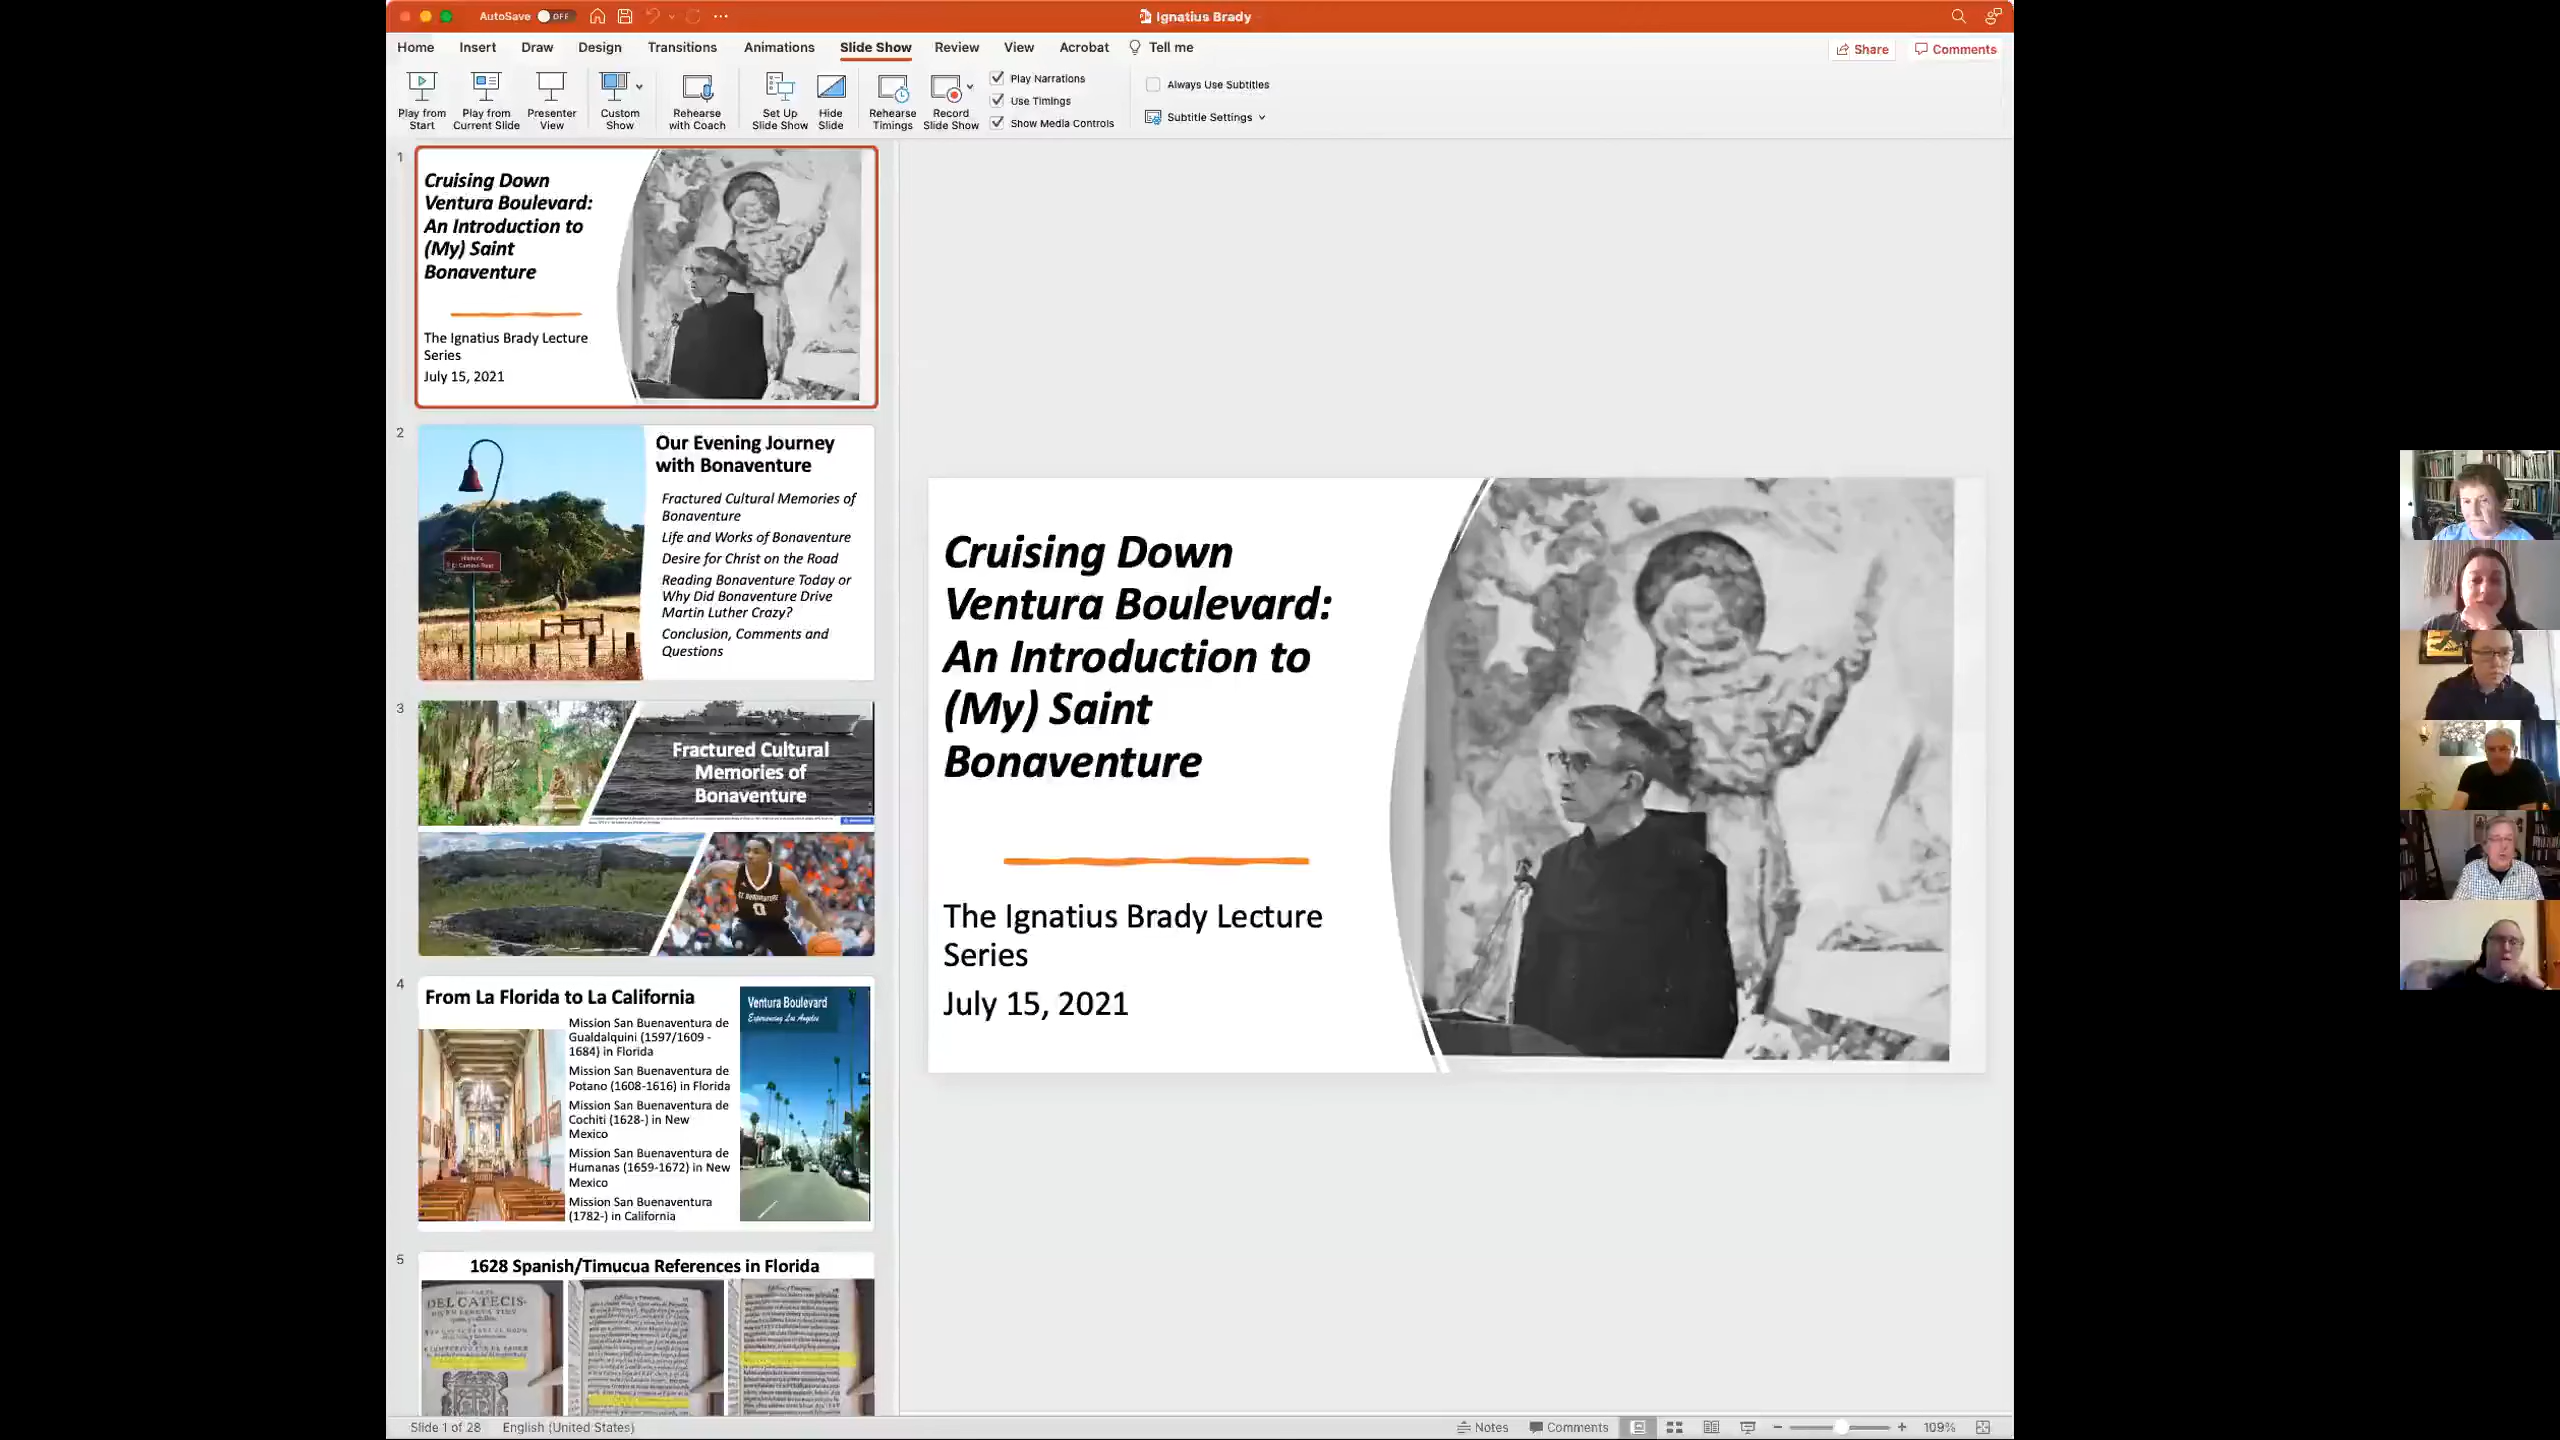 AutoSave OFF
Ignatius Brady
Home Insert Draw Design Transitions Animations Slide Show Review View Acrobat Tell me
Share Comments
Play from Start
Play from Current Slide
Presenter View
Custom Show
Rehearse with Coach
Set Up Slide Show
Hide Slide
Rehearse Timings
Record Slide Show
Play Narrations
Use Timings
Show Media Controls
Always Use Subtitles
Subtitle Settings
1
Cruising Down
Ventura Boulevard:
An Introduction to
(My) Saint
Bonaventure
The Ignatius Brady Lecture
Series
July 15, 2021
2
Our Evening Journey
with Bonaventure
Fractured Cultural Memories of
Bonaventure
Life and Works of Bonaventure
Desire for Christ on the Road
Reading Bonaventure Today or
Why Did Bonaventure Drive
Martin Luther Crazy?
Conclusion, Comments and
Questions
3
Fractured Cultural
Memories of
Bonaventure
0
4
From La Florida to La California
Mission San Buenaventura de
Gualdalquini (1597/1609 -
1684) in Florida
Mission San Buenaventura de
Potano (1608-1616) in Florida
Mission San Buenaventura de
Cochiti (1628-) in New
Mexico
Mission San Buenaventura de
Humanas (1659-1672) in New
Mexico
Mission San Buenaventura
(1782-) in California
Ventura Boulevard
Experiencing Los Angeles
5
1628 Spanish/Timucua References in Florida
DEL CATECIS-
Cruising Down
Ventura Boulevard:
An Introduction to
(My) Saint
Bonaventure
The Ignatius Brady Lecture
Series
July 15, 2021
Slide 1 of 28 English (United States)
Notes Comments 109%